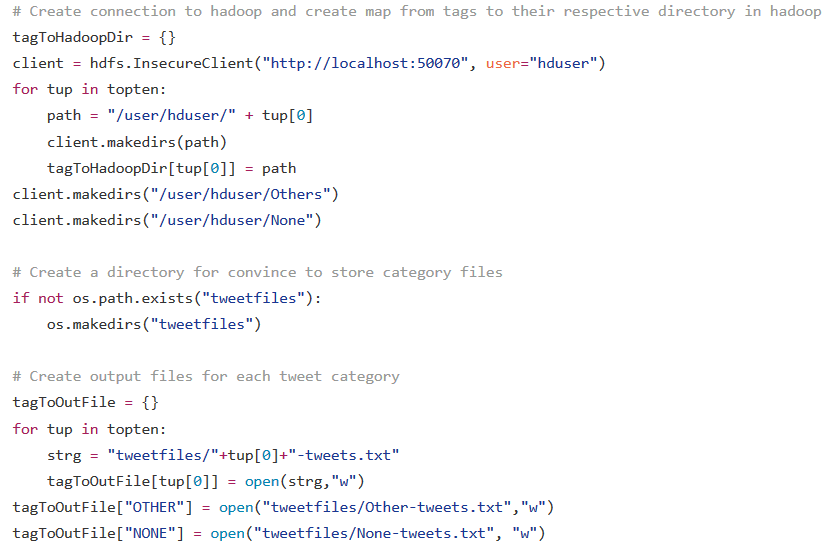 # Create connection to hadoop and create map from tags to their respective directory in hadoop
tagToHadoopDir = {}
client = hdfs.InsecureClient("http://localhost:50070", user="hduser")
for tup in topten:
    path = "/user/hduser/" + tup[0]
    client.makedirs(path)
    tagToHadoopDir[tup[0]] = path
client.makedirs("/user/hduser/Others")
client.makedirs("/user/hduser/None")

# Create a directory for convince to store category files
if not os.path.exists("tweetfiles"):
    os.makedirs("tweetfiles")

# Create output files for each tweet category
tagToOutFile = {}
for tup in topten:
    strg = "tweetfiles/"+tup[0]+"-tweets.txt"
    tagToOutFile[tup[0]] = open(strg,"w")
tagToOutFile["OTHER"] = open("tweetfiles/Other-tweets.txt","w")
tagToOutFile["NONE"] = open("tweetfiles/None-tweets.txt", "w")